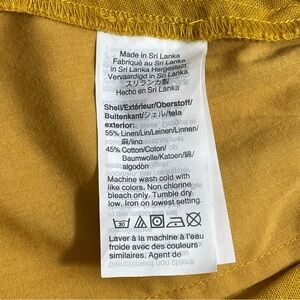 Made in Sri Lanka
Fabriqué au Sri Lanka
in Sri Lanka Hergestellt
Vervaardigd in Sri Lanka
スリランカ製
Hecho en Sri Lanka
Shell/Extérieur/Oberstoff/
Buitenkant/シェル/tela
exterior:
55% Linen/Lin/Leinen/Linnen/
麻/lino
45% Cotton/Coton/
Baumwolle/Katoen/綿/
algodón
Machine wash cold with
like colors. Non chlorine
bleach only. Tumble dry
low. Iron on lowest setting.
Laver à la machine à l'eau
froide avec des couleurs
similaires. Agent de